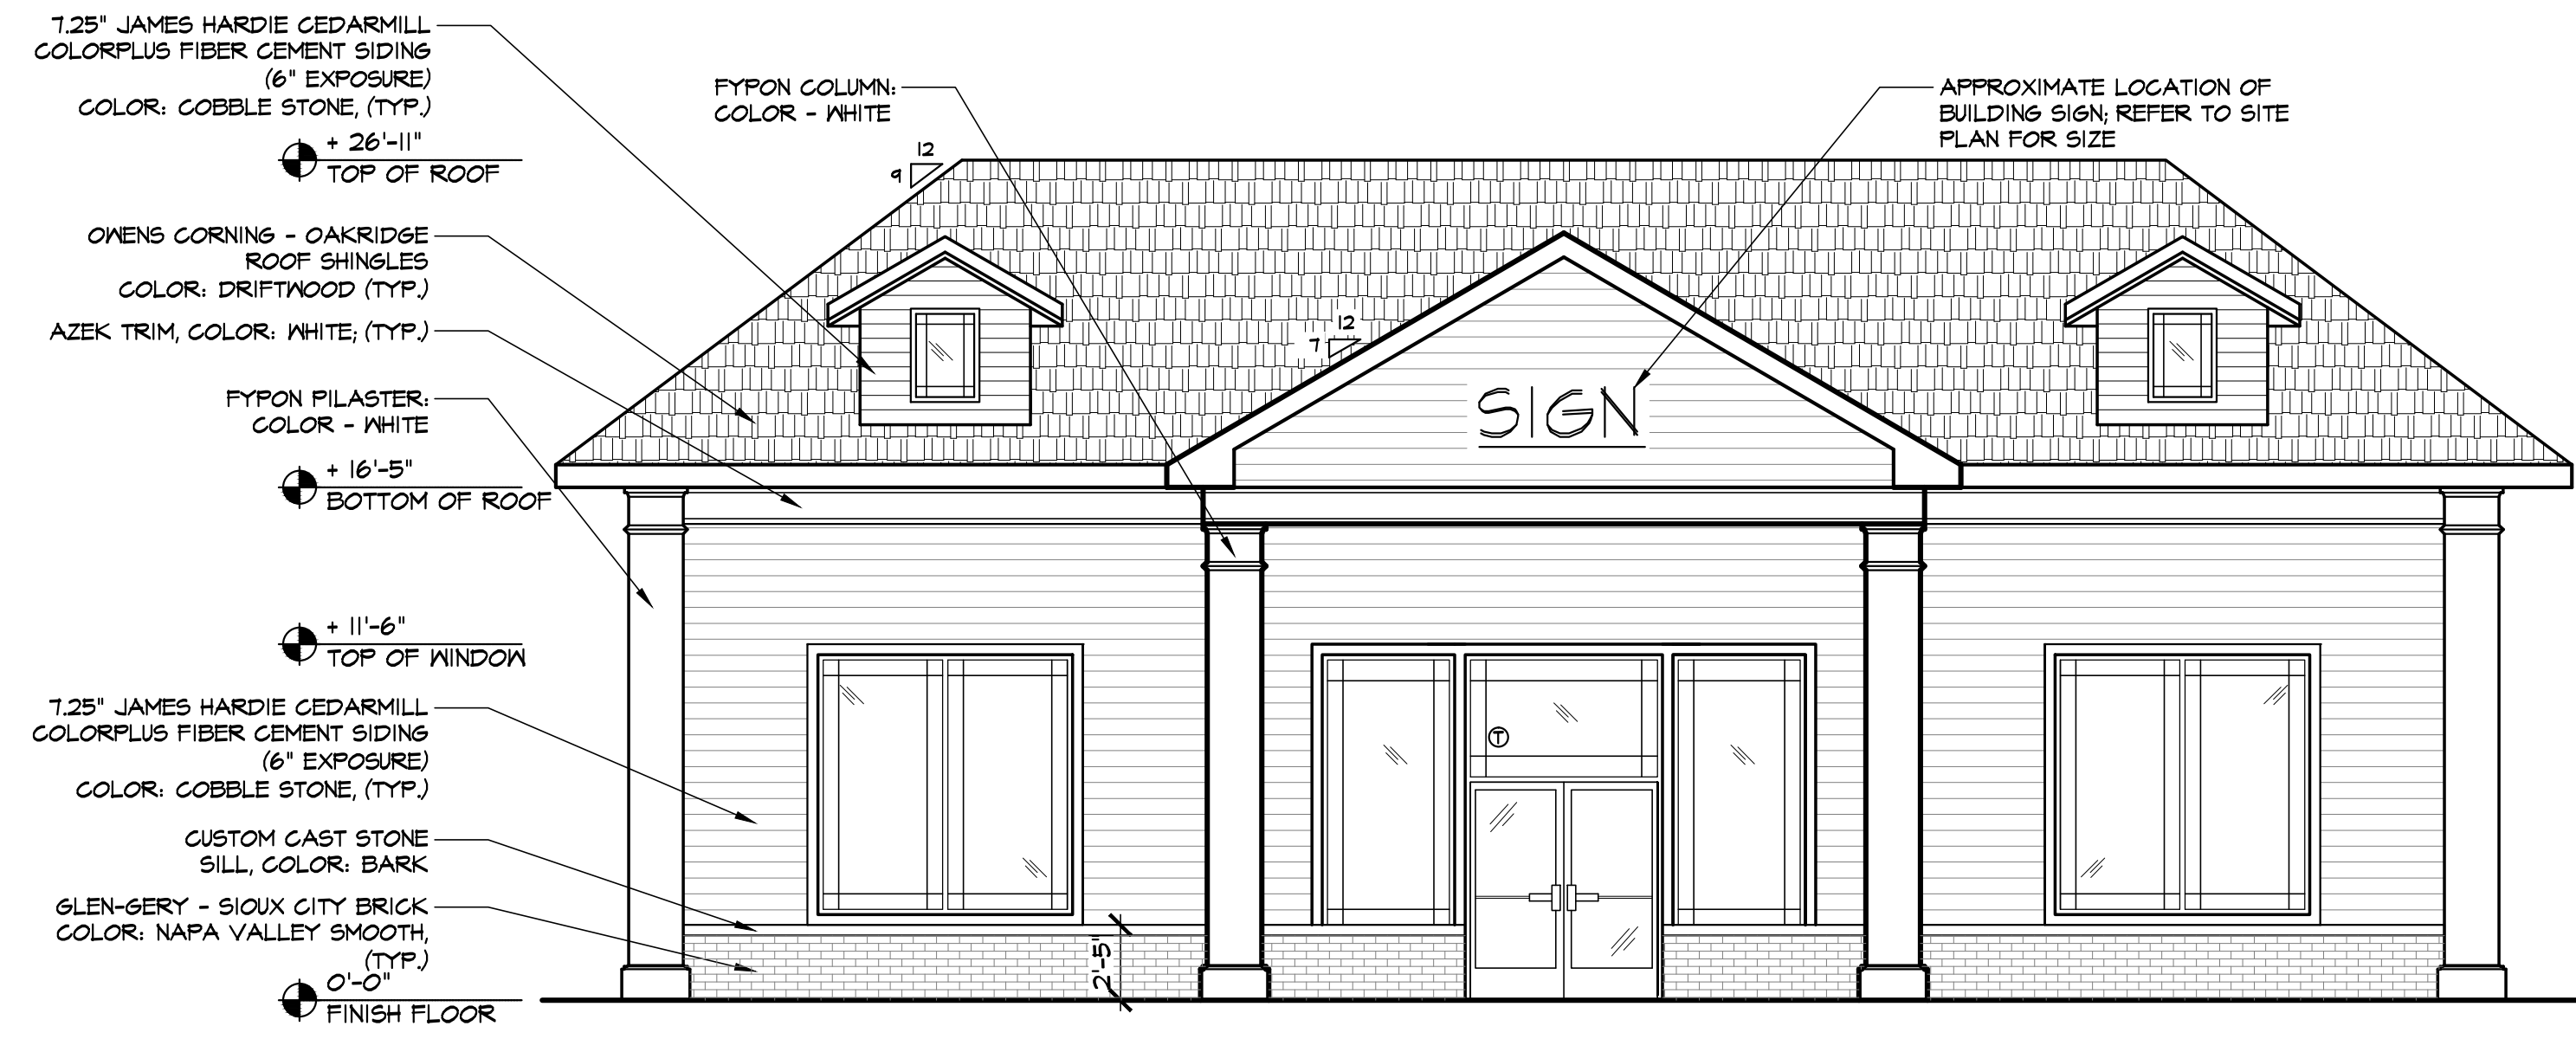 7.25" JAMES HARDIE CEDARMILL
COLORPLUS FIBER CEMENT SIDING
(6" EXPOSURE)
COLOR: COBBLE STONE, (TYP.)
+ 26'-11"
TOP OF ROOF
OWENS CORNING - OAKRIDGE
ROOF SHINGLES
COLOR: DRIFTWOOD (TYP.)
AZEK TRIM, COLOR: WHITE; (TYP.)
FYPON PILASTER:
COLOR - WHITE
+ 16'-5"
BOTTOM OF ROOF
+ 11'-6"
TOP OF WINDOW
7.25" JAMES HARDIE CEDARMILL
COLORPLUS FIBER CEMENT SIDING
(6" EXPOSURE)
COLOR: COBBLE STONE, (TYP.)
CUSTOM CAST STONE
SILL, COLOR: BARK
GLEN-GERY - SIOUX CITY BRICK
COLOR: NAPA VALLEY SMOOTH,
(TYP.)
0'-0"
FINISH FLOOR
FYPON COLUMN:
COLOR - WHITE
12
9
APPROXIMATE LOCATION OF
BUILDING SIGN; REFER TO SITE
PLAN FOR SIZE
12
7
SIGN
T
2'-5"